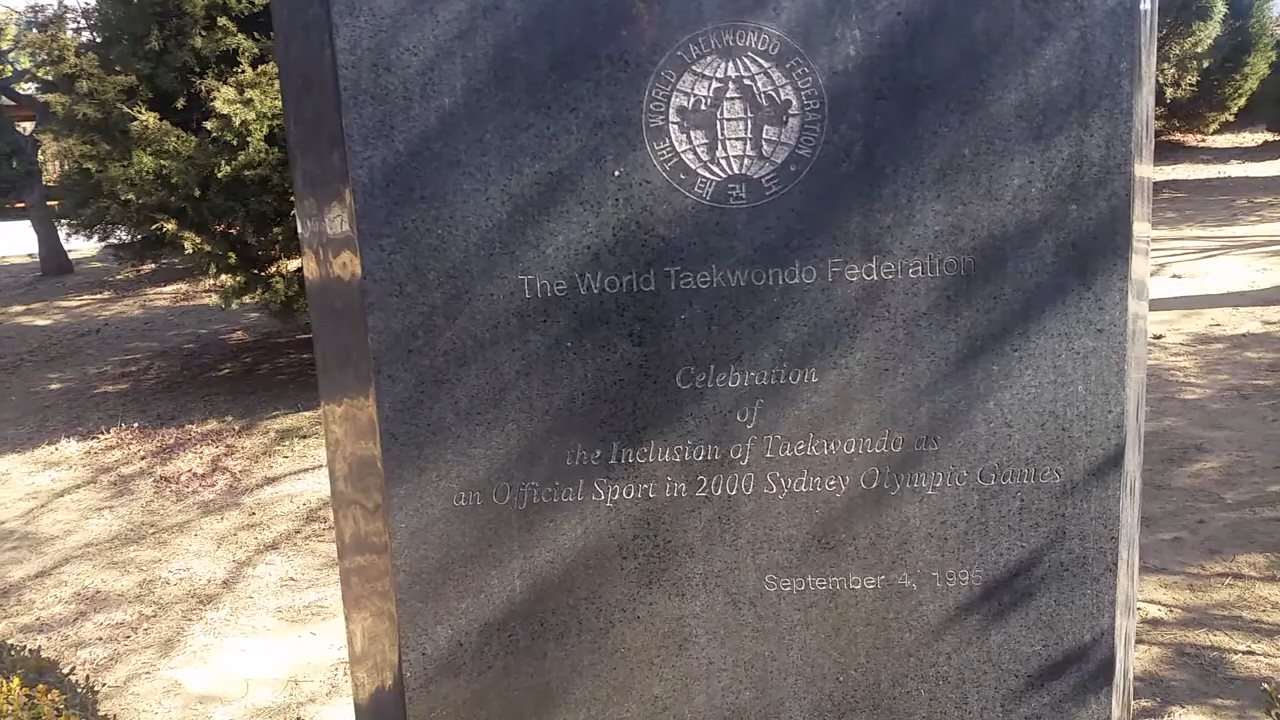 THE WORLD TAEKWONDO FEDERATION
태권도
The World Taekwondo Federation
Celebration
of
the Inclusion of Taekwondo as
an Official Sport in 2000 Sydney Olympic Games
September 4, 1995